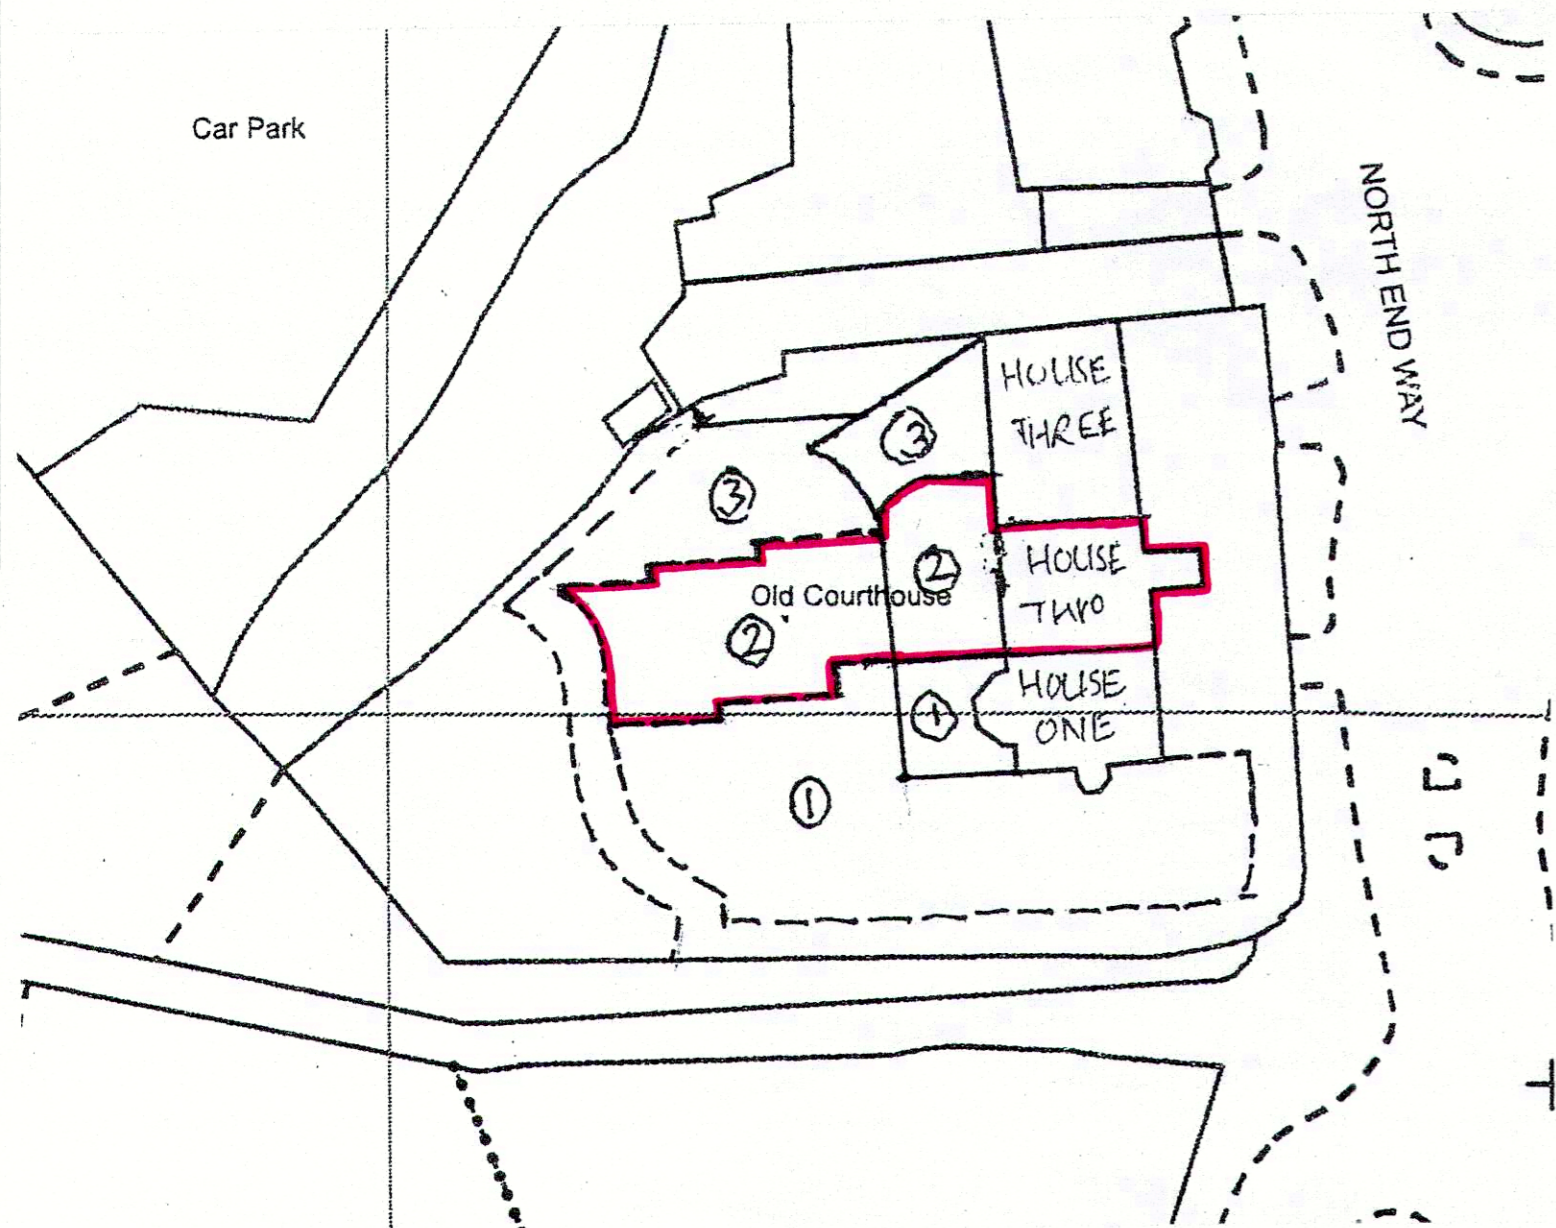 Car Park
NORTH END WAY
HOUSE
THREE
3
3
HOUSE
TWO
2
Old Courthouse
2
HOUSE
ONE
1
1